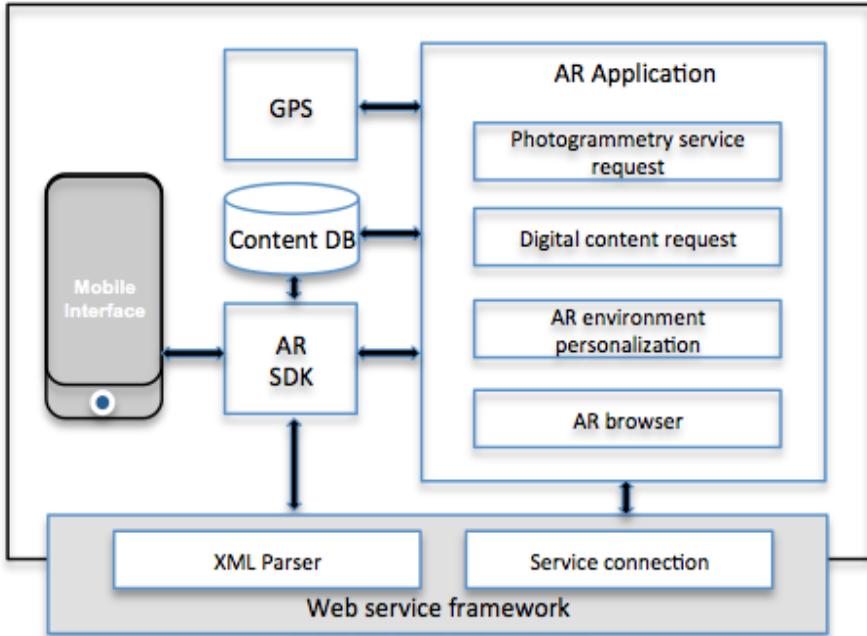 AR Application
GPS
Photogrammetry service
request
Content DB
Digital content request
Mobile
Interface
AR
SDK
AR environment
personalization
AR browser
XML Parser
Service connection
Web service framework